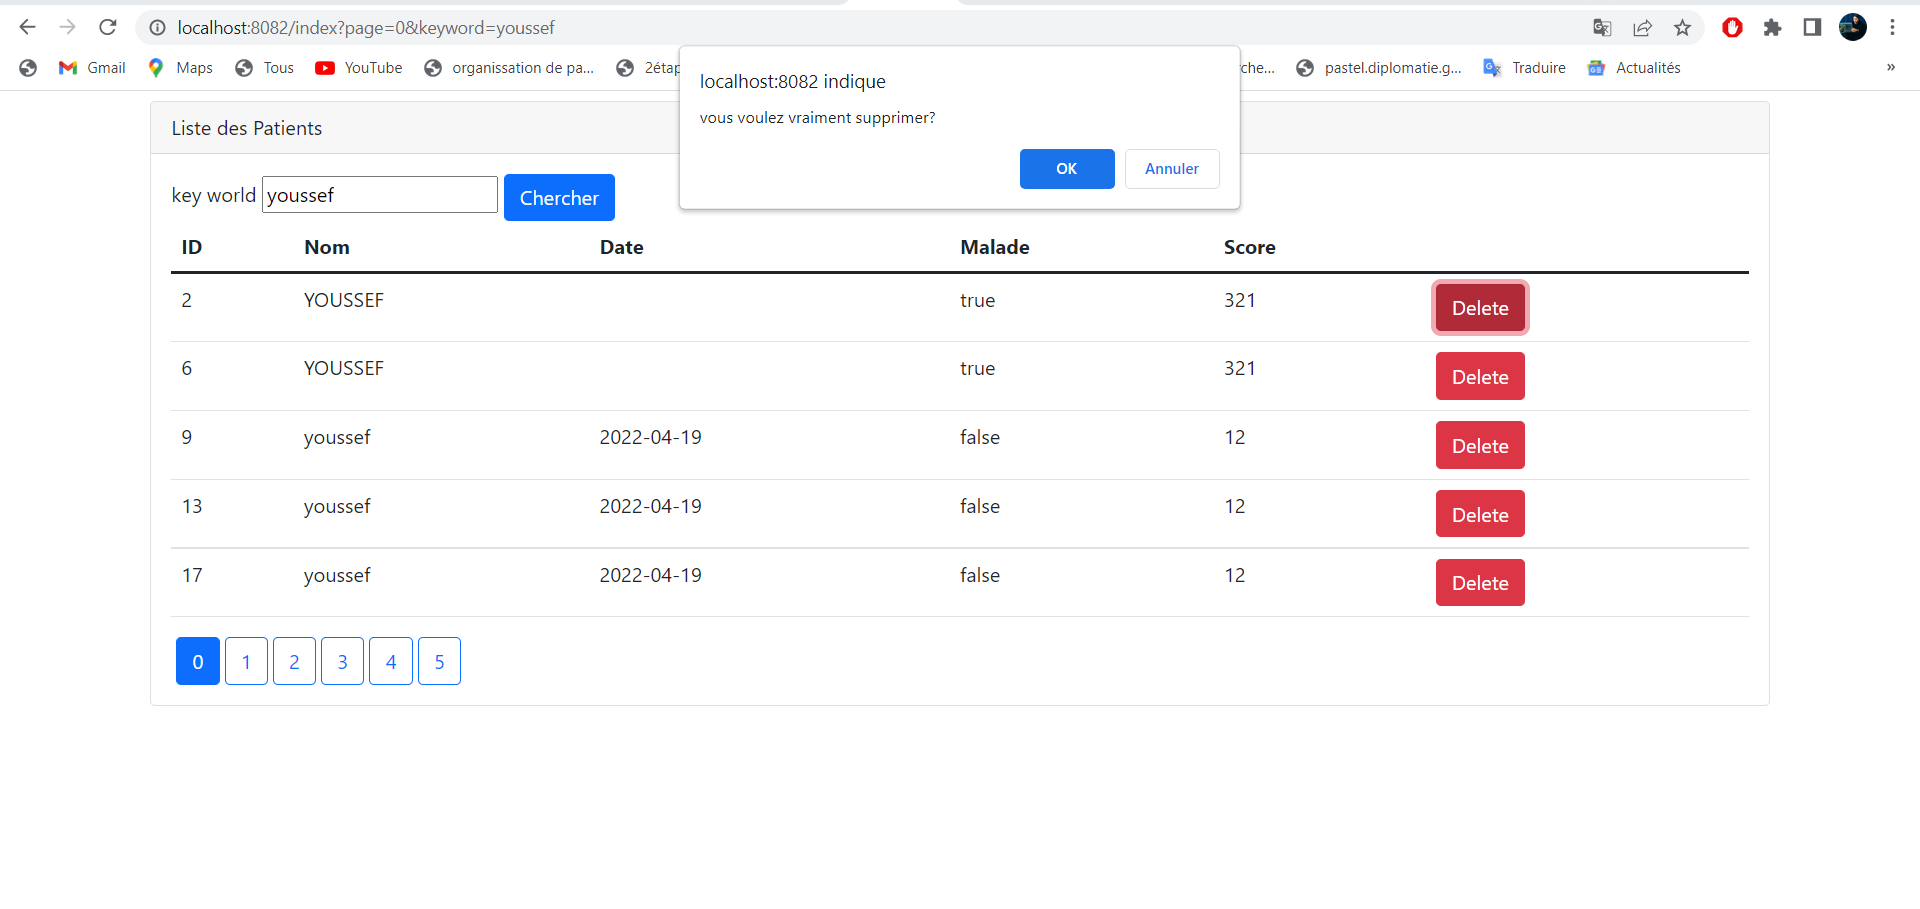 localhost:8082/index?page=0&keyword=youssef
Gmail Maps Tous YouTube organissation de pa... 2étap che... pastel.diplomatie.g... Traduire Actualités »
localhost:8082 indique
vous voulez vraiment supprimer?
OK Annuler
Liste des Patients
key world youssef Chercher
ID Nom Date Malade Score
2 YOUSSEF true 321 Delete
6 YOUSSEF true 321 Delete
9 youssef 2022-04-19 false 12 Delete
13 youssef 2022-04-19 false 12 Delete
17 youssef 2022-04-19 false 12 Delete
0 1 2 3 4 5